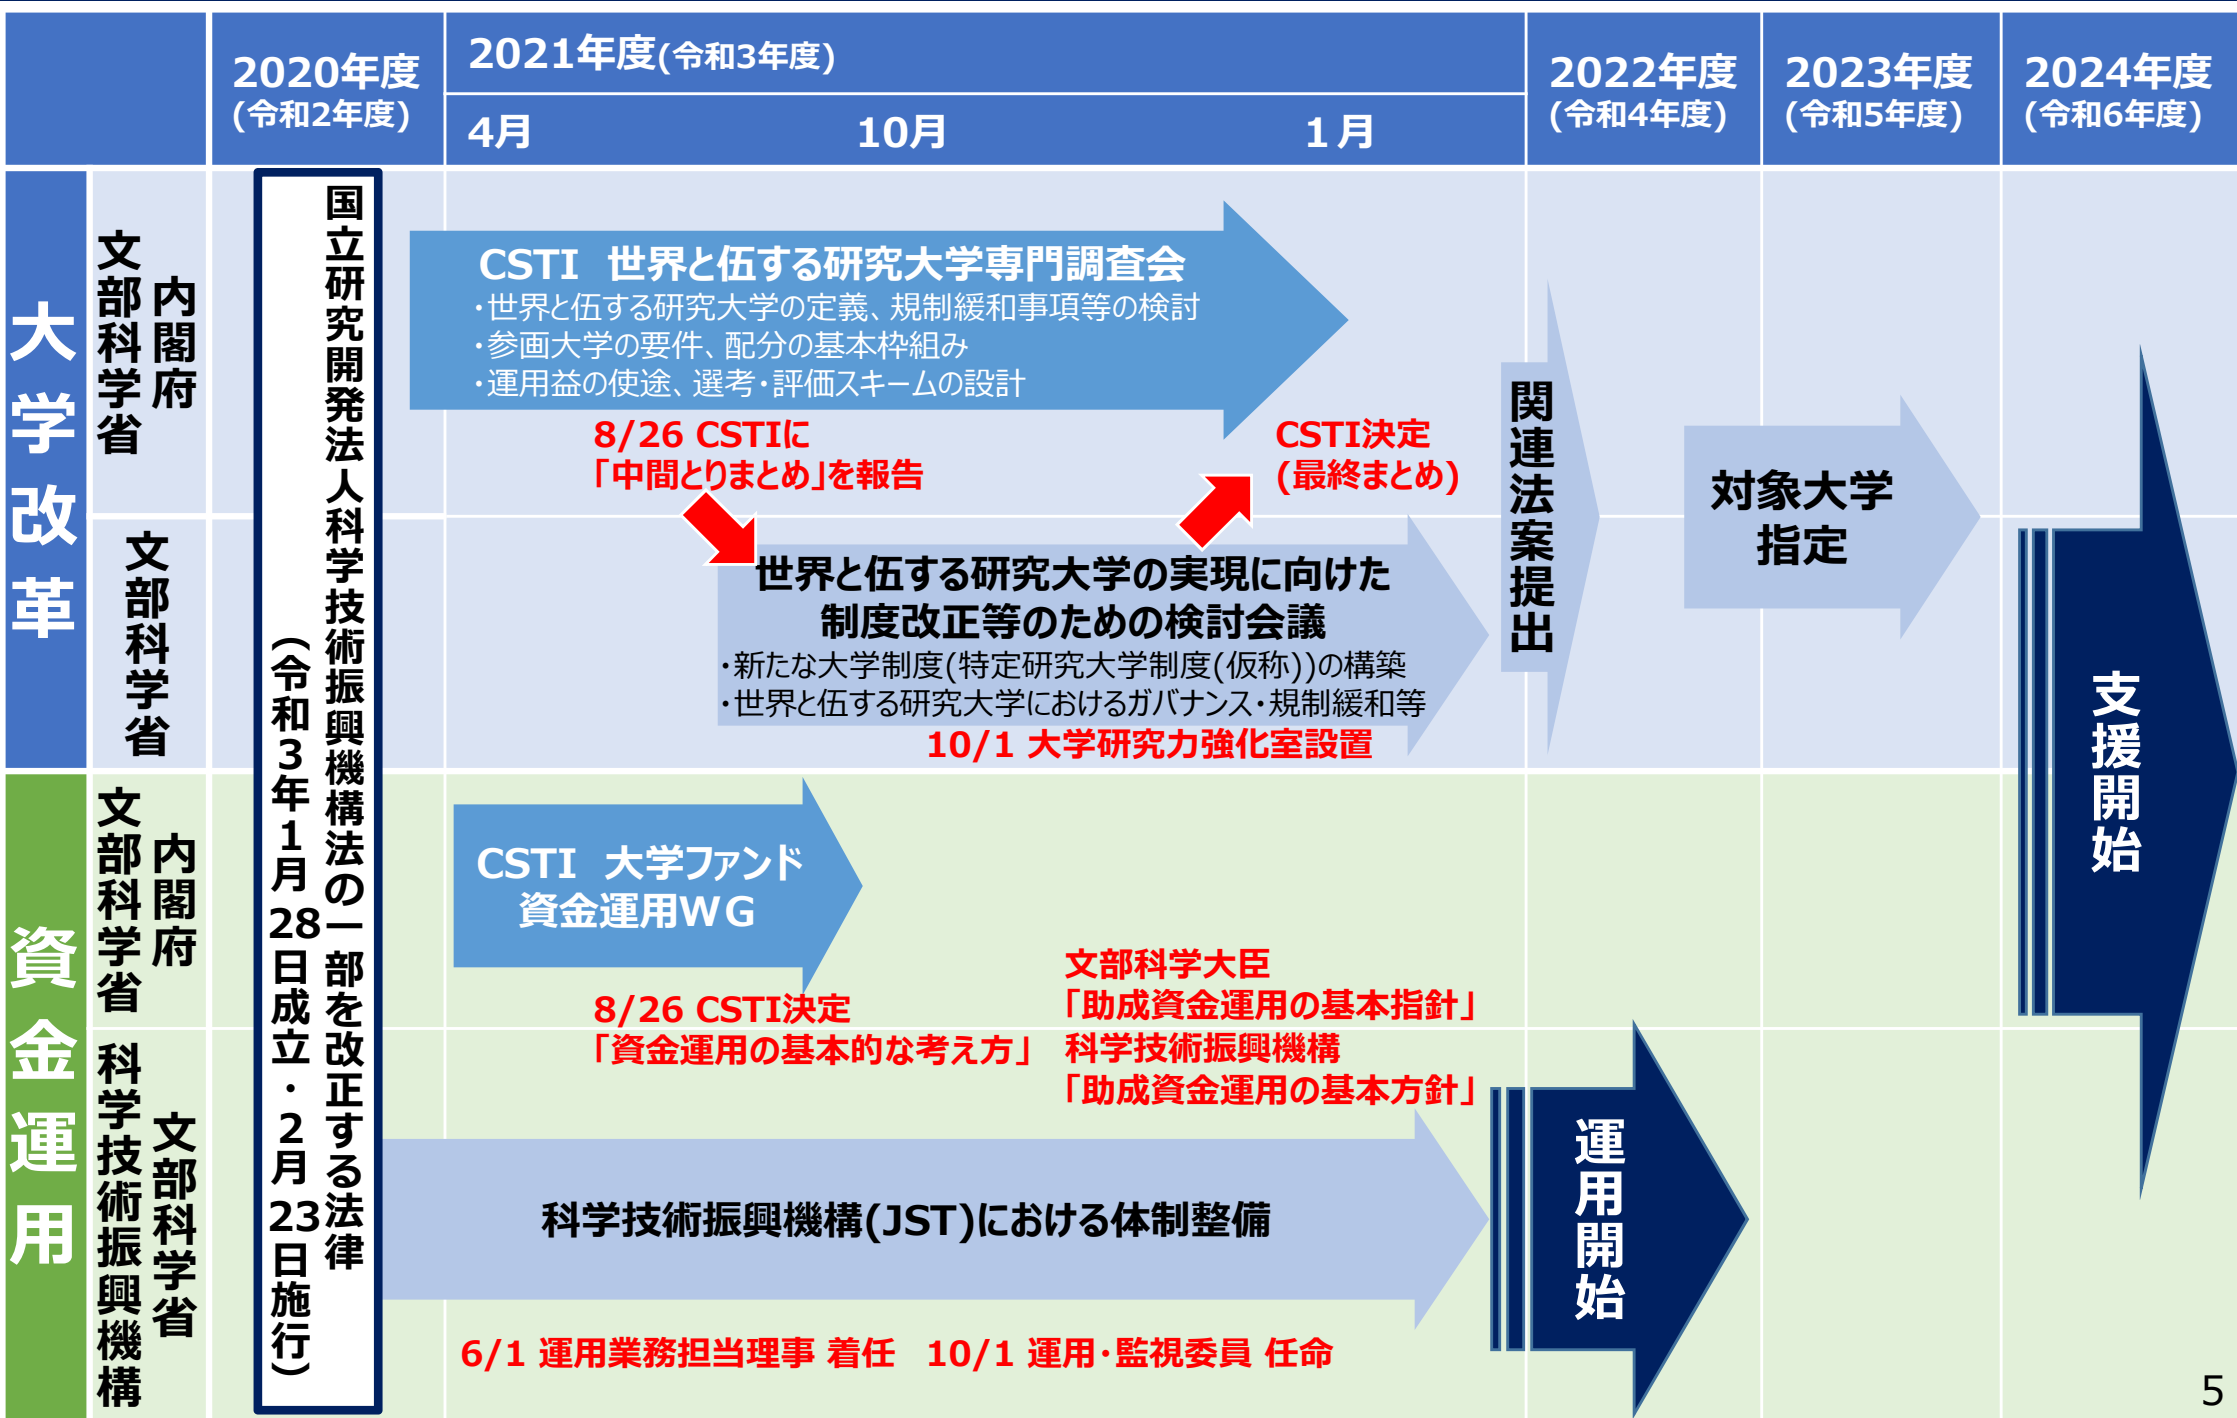 2020年度
(令和2年度)
2021年度(令和3年度)
4月
10月
1月
2022年度
(令和4年度)
2023年度
(令和5年度)
2024年度
(令和6年度)
大学改革
内閣府
文部科学省
文部科学省
資金運用
内閣府
文部科学省
文部科学省
科学技術振興機構
国立研究開発法人科学技術振興機構法の一部を改正する法律
(令和3年1月28日成立・2月23日施行)
CSTI 世界と伍する研究大学専門調査会
・世界と伍する研究大学の定義、規制緩和事項等の検討
・参画大学の要件、配分の基本枠組み
・運用益の使途、選考・評価スキームの設計
8/26 CSTIに
「中間とりまとめ」を報告
CSTI決定
(最終まとめ)
世界と伍する研究大学の実現に向けた
制度改正等のための検討会議
・新たな大学制度(特定研究大学制度(仮称))の構築
・世界と伍する研究大学におけるガバナンス・規制緩和等
10/1 大学研究力強化室設置
関連法案提出
対象大学
指定
支援開始
CSTI 大学ファンド
資金運用WG
8/26 CSTI決定
「資金運用の基本的な考え方」
文部科学大臣
「助成資金運用の基本指針」
科学技術振興機構
「助成資金運用の基本方針」
科学技術振興機構(JST)における体制整備
運用開始
6/1 運用業務担当理事 着任
10/1 運用・監視委員 任命
5